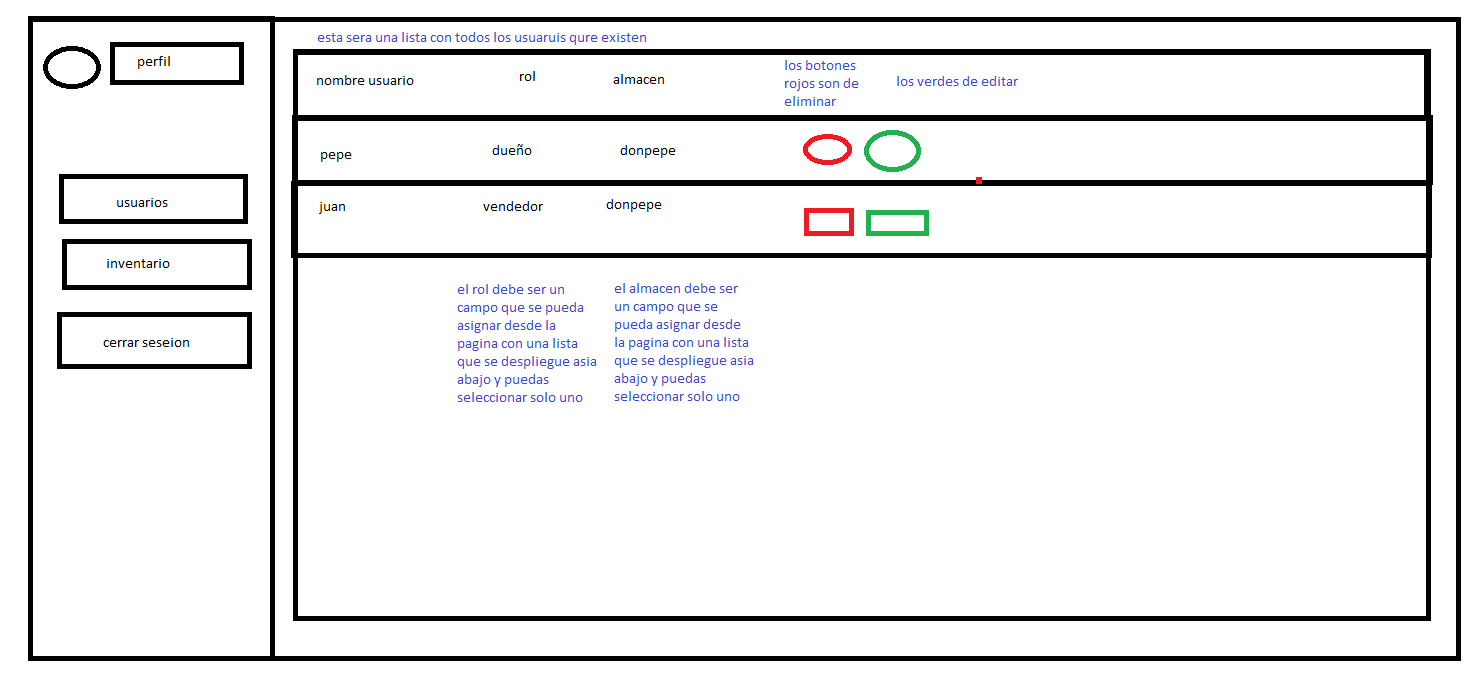 esta sera una lista con todos los usuaruis qure existen
perfil
nombre usuario
rol
almacen
los botones
rojos son de
eliminar
los verdes de editar
pepe
dueño
donpepe
usuarios
juan
vendedor
donpepe
inventario
cerrar seseion
el rol debe ser un
campo que se pueda
asignar desde la
pagina con una lista
que se despliegue asia
abajo y puedas
seleccionar solo uno
el almacen debe ser
un campo que se
pueda asignar desde
la pagina con una lista
que se despliegue asia
abajo y puedas
seleccionar solo uno